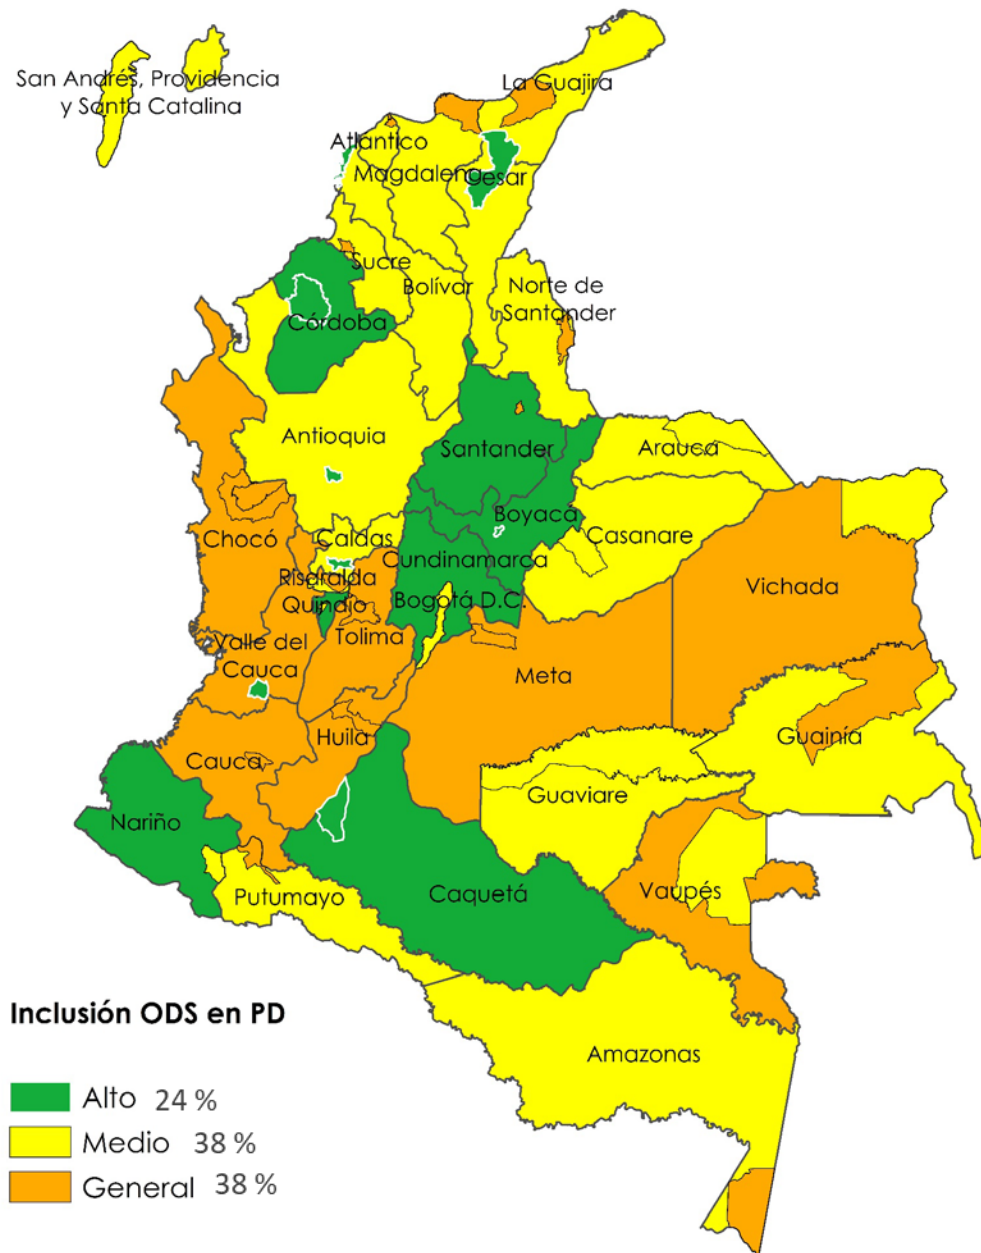 San Andrés, Providencia
y Santa Catalina
La Guajira
Atlantico
Magdalena
Cesar
Sucre
Bolívar
Norte de
Santander
Córdoba
Antioquia
Santander
Arauca
Boyacá
Chocó
Caldas
Casanare
Cundinamarca
Risaralda
Quindio
Bogotá D.C.
Vichada
Tolima
Valle del
Cauca
Meta
Huila
Guainía
Cauca
Guaviare
Nariño
Caquetá
Vaupés
Putumayo
Amazonas
Inclusión ODS en PD
Alto 24 %
Medio 38 %
General 38 %